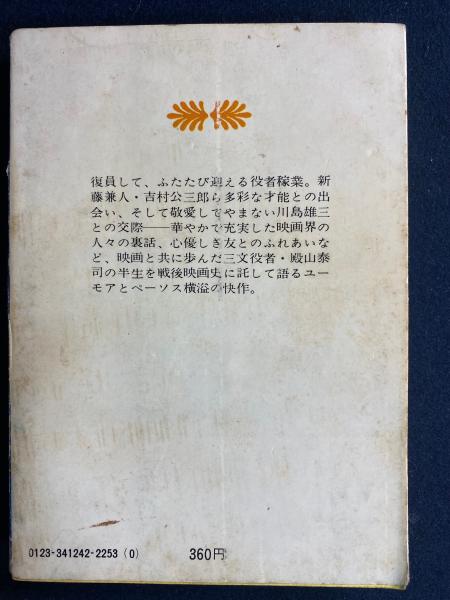 復員して、ふたたび迎える役者稼業。新
藤兼人・吉村公三郎ら多彩な才能との出
会い、そして敬愛してやまない川島雄三
との交際──華やかで充実した映画界の
人々の裏話、心優しき友とのふれあいな
ど、映画と共に歩んだ三文役者・殿山泰
司の半生を戦後映画史に託して語るユー
モアとペーソス横溢の快作。
0123-341242-2253(0)
360円